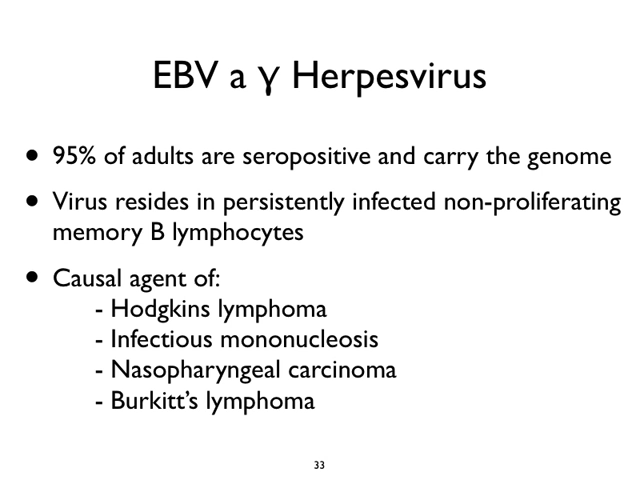 EBV a γ Herpesvirus
• 95% of adults are seropositive and carry the genome
• Virus resides in persistently infected non-proliferating
memory B lymphocytes
• Causal agent of:
- Hodgkins lymphoma
- Infectious mononucleosis
- Nasopharyngeal carcinoma
- Burkitt’s lymphoma
33